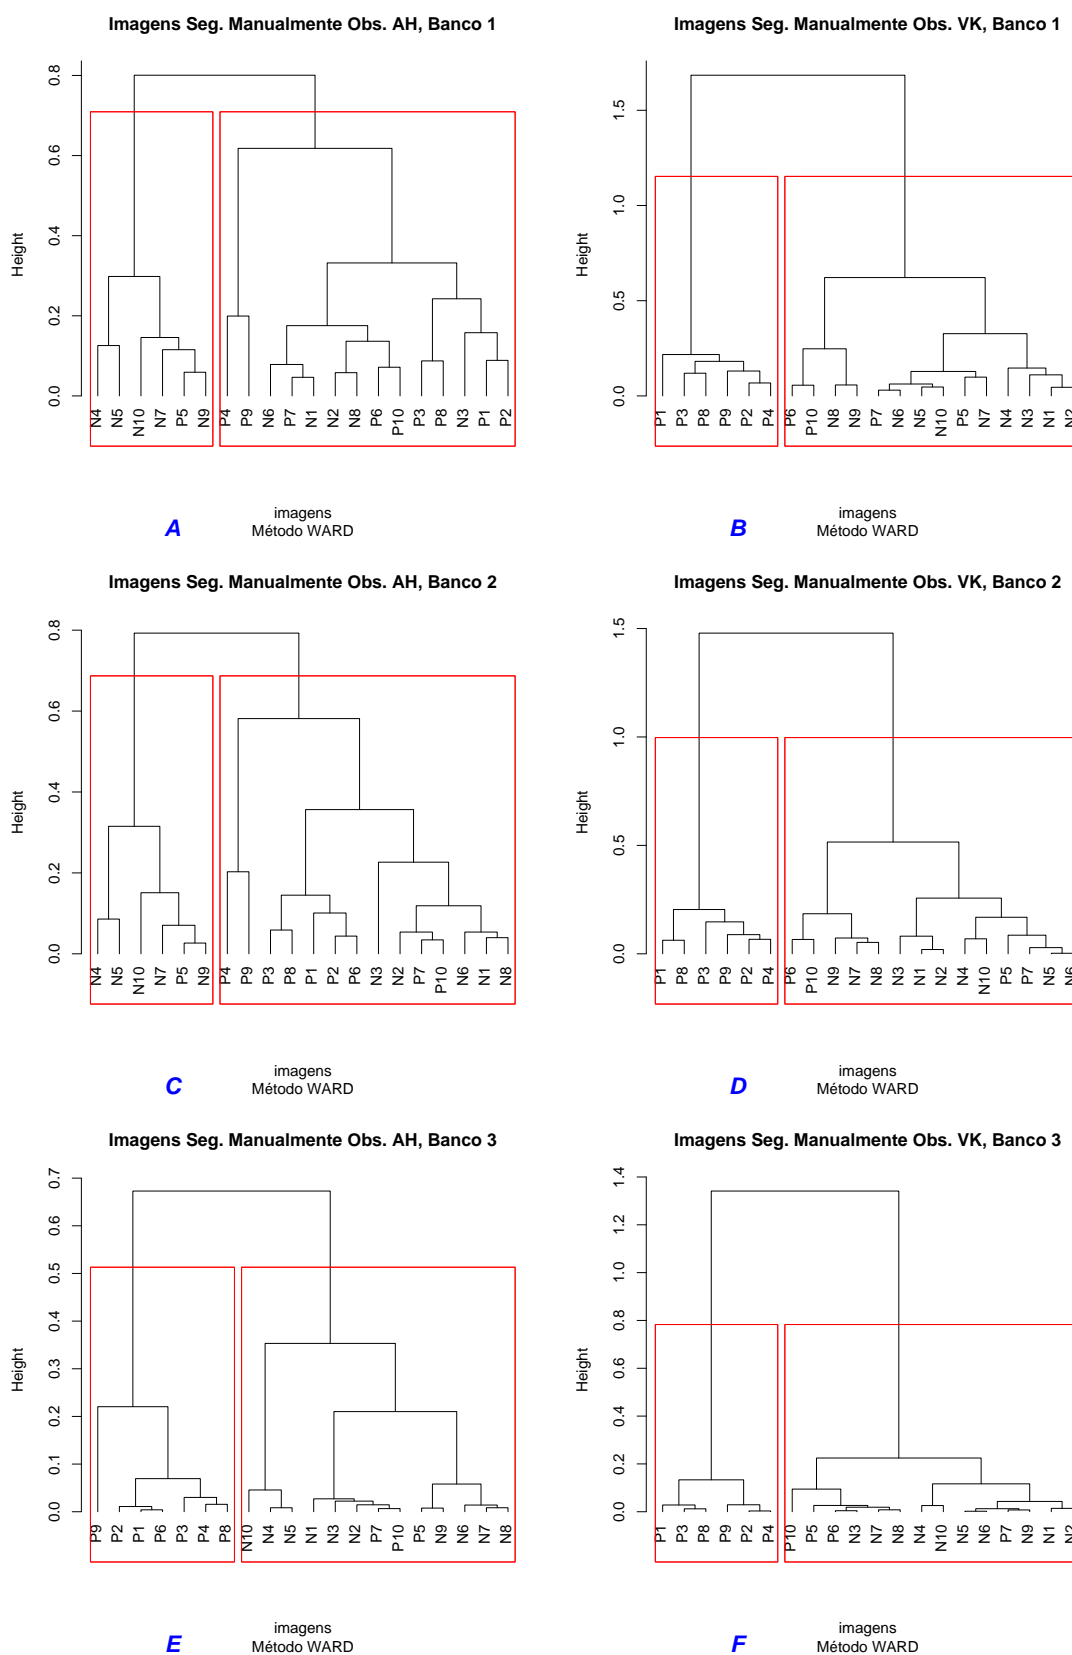 Imagens Seg. Manualmente Obs. AH, Banco 1
Height
0.0 0.2 0.4 0.6 0.8
N4 N5 N10 N7 P5 N9 P4 P9 N6 P7 N1 N2 N8 P6 P10 P3 P8 N3 P1 P2
imagens
Método WARD
A
Imagens Seg. Manualmente Obs. VK, Banco 1
Height
0.0 0.5 1.0 1.5
P1 P3 P8 P9 P2 P4 P6 P10 N8 N9 P7 N6 N5 N10 P5 N7 N4 N3 N1 N2
imagens
Método WARD
B
Imagens Seg. Manualmente Obs. AH, Banco 2
Height
0.0 0.2 0.4 0.6 0.8
N4 N5 N10 N7 P5 N9 P4 P9 P3 P8 P1 P2 P6 N3 N2 P7 P10 N6 N1 N8
imagens
Método WARD
C
Imagens Seg. Manualmente Obs. VK, Banco 2
Height
0.0 0.5 1.0 1.5
P1 P8 P3 P9 P2 P4 P6 P10 N9 N7 N8 N3 N1 N2 N4 N10 P5 P7 N5 N6
imagens
Método WARD
D
Imagens Seg. Manualmente Obs. AH, Banco 3
Height
0.0 0.1 0.2 0.3 0.4 0.5 0.6 0.7
P9 P2 P1 P6 P3 P4 P8 N10 N4 N5 N1 N3 N2 P7 P10 P5 N9 N6 N7 N8
imagens
Método WARD
E
Imagens Seg. Manualmente Obs. VK, Banco 3
Height
0.0 0.2 0.4 0.6 0.8 1.0 1.2 1.4
P1 P3 P8 P9 P2 P4 P10 P5 P6 N3 N7 N8 N4 N10 N5 N6 P7 N9 N1 N2
imagens
Método WARD
F